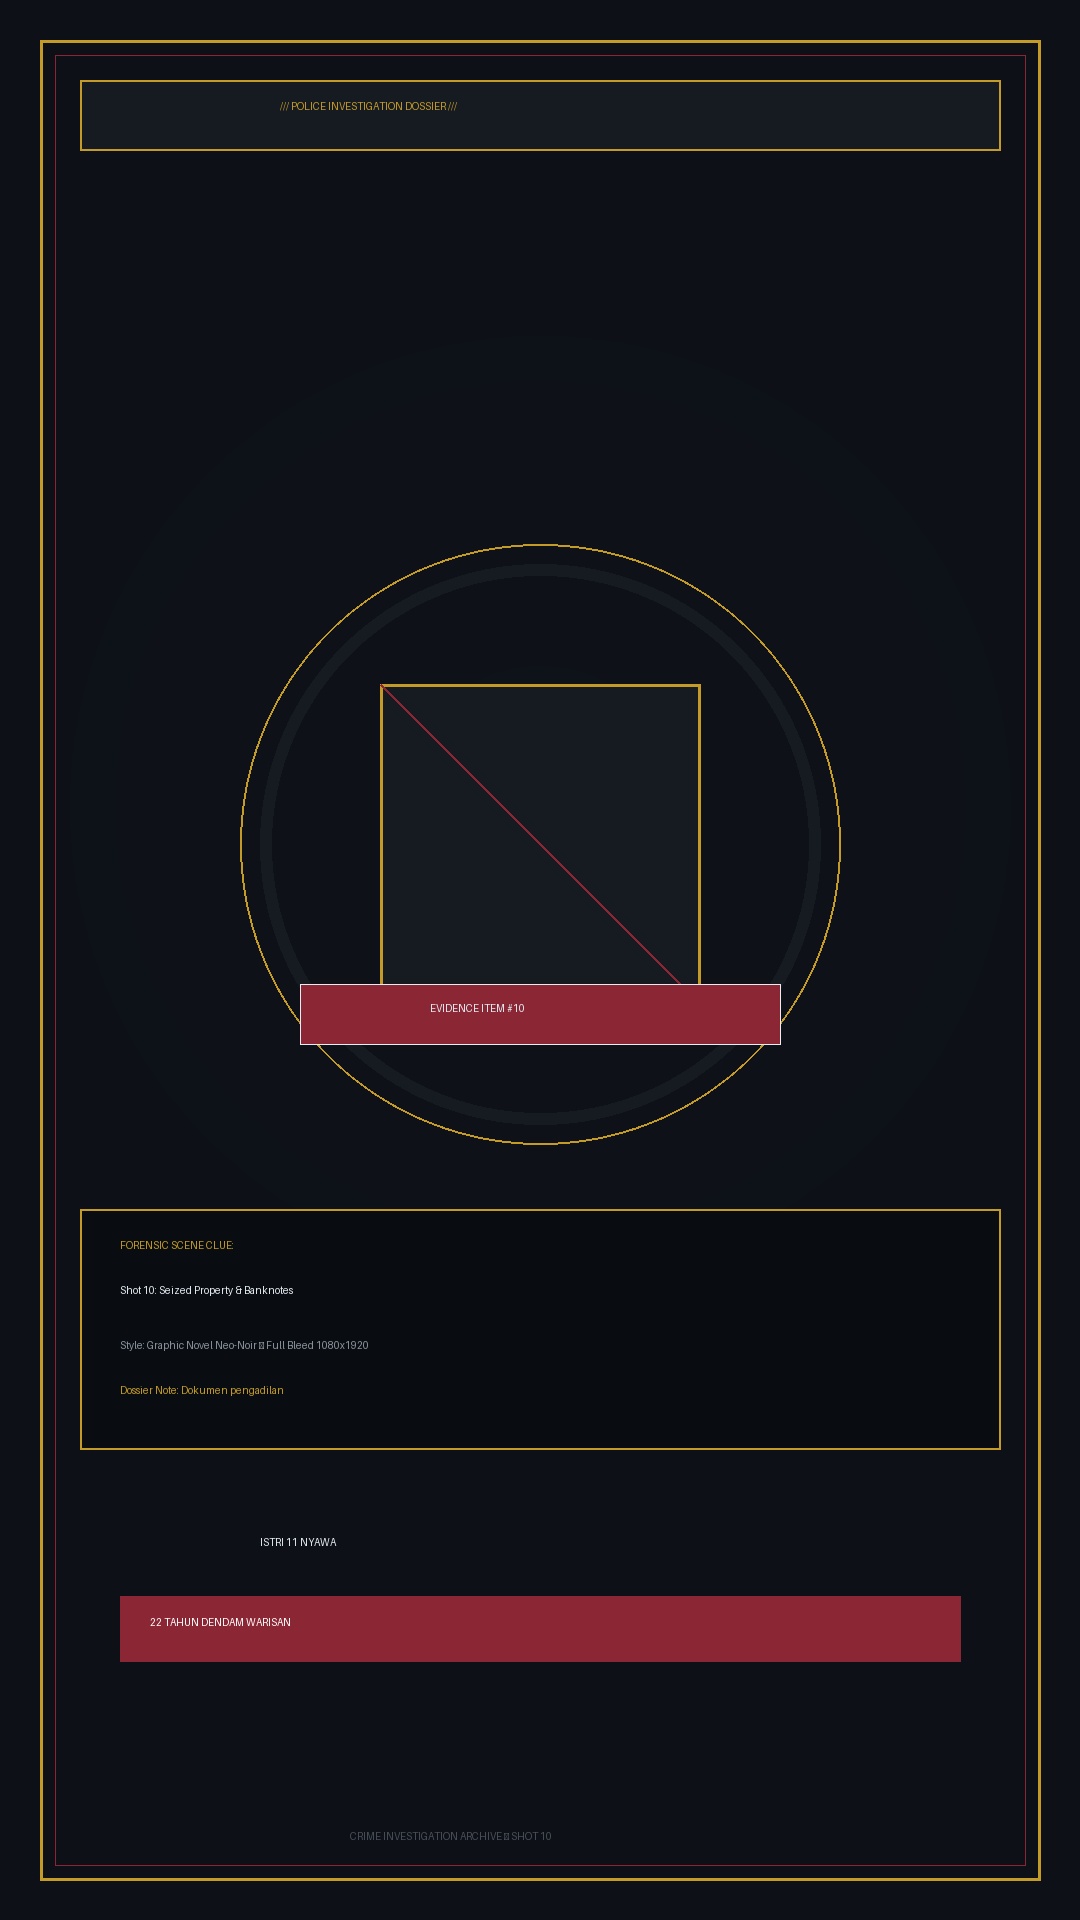 /// POLICE INVESTIGATION DOSSIER ///
EVIDENCE ITEM #10
FORENSIC SCENE CLUE:
Shot 10: Seized Property & Banknotes
Style: Graphic Novel Neo-Noir Full Bleed 1080x1920
Dossier Note: Dokumen pengadilan
ISTRI 11 NYAWA
22 TAHUN DENDAM WARISAN
CRIME INVESTIGATION ARCHIVE SHOT 10